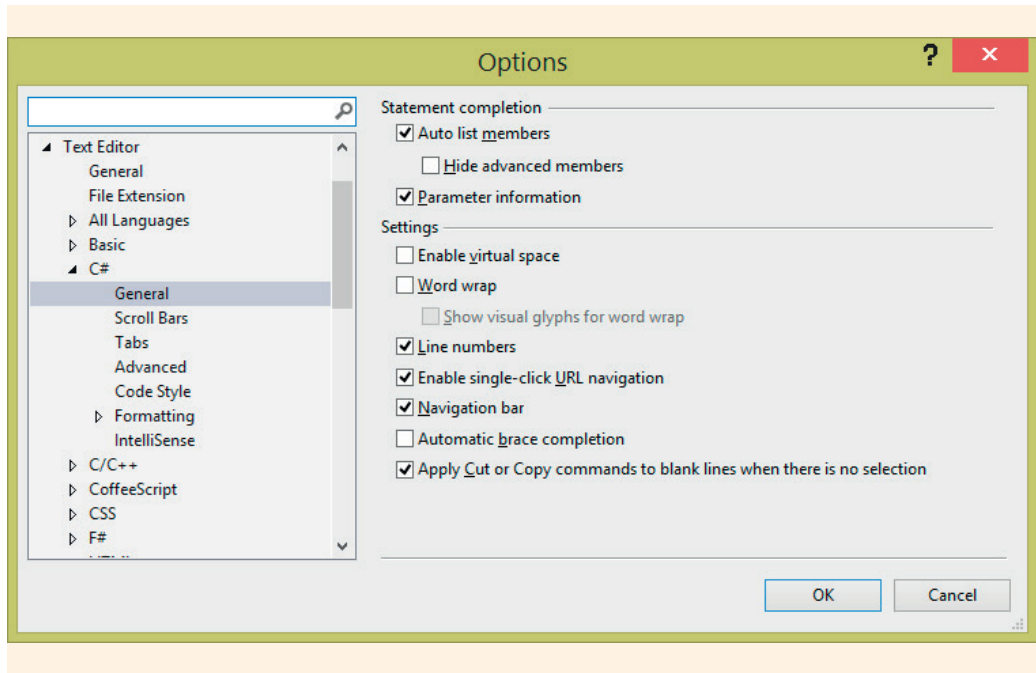 Options
?
Statement completion
Auto list members
Hide advanced members
Parameter information
Settings
Enable virtual space
Word wrap
Show visual glyphs for word wrap
Line numbers
Enable single-click URL navigation
Navigation bar
Automatic brace completion
Apply Cut or Copy commands to blank lines when there is no selection
Text Editor
General
File Extension
All Languages
Basic
C#
General
Scroll Bars
Tabs
Advanced
Code Style
Formatting
IntelliSense
C/C++
CoffeeScript
CSS
F#
OK
Cancel